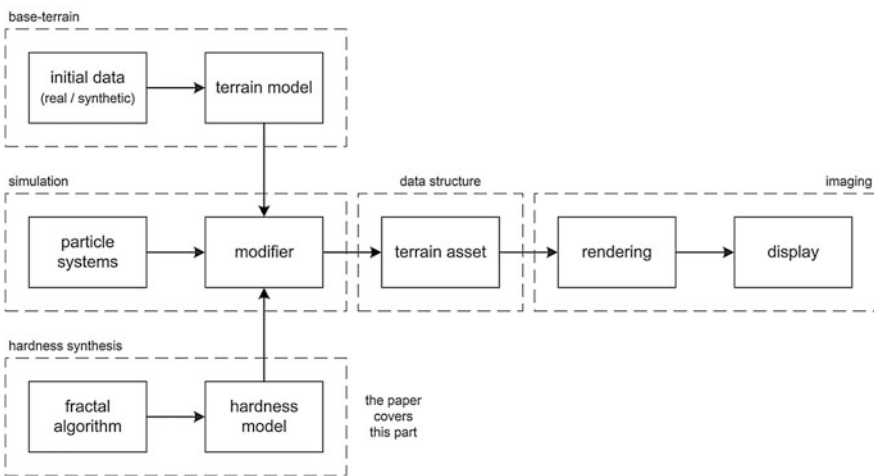 base-terrain
initial data
(real / synthetic)
terrain model
simulation
data structure
imaging
particle
systems
modifier
terrain asset
rendering
display
hardness synthesis
fractal
algorithm
hardness
model
the paper
covers
this part